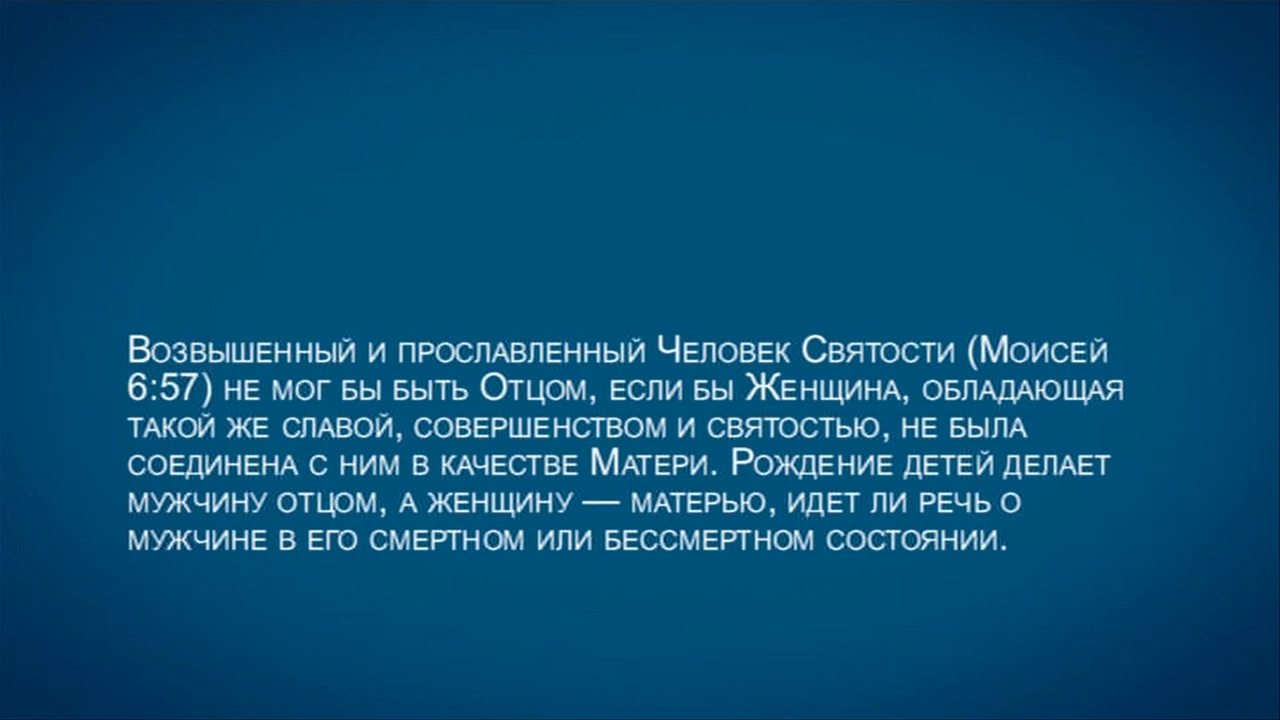 Возвышенный и прославленный Человек Святости (Моисей
6:57) не мог бы быть Отцом, если бы Женщина, обладающая
такой же славой, совершенством и святостью, не была
соединена с ним в качестве Матери. Рождение детей делает
мужчину отцом, а женщину — матерью, идет ли речь о
мужчине в его смертном или бессмертном состоянии.